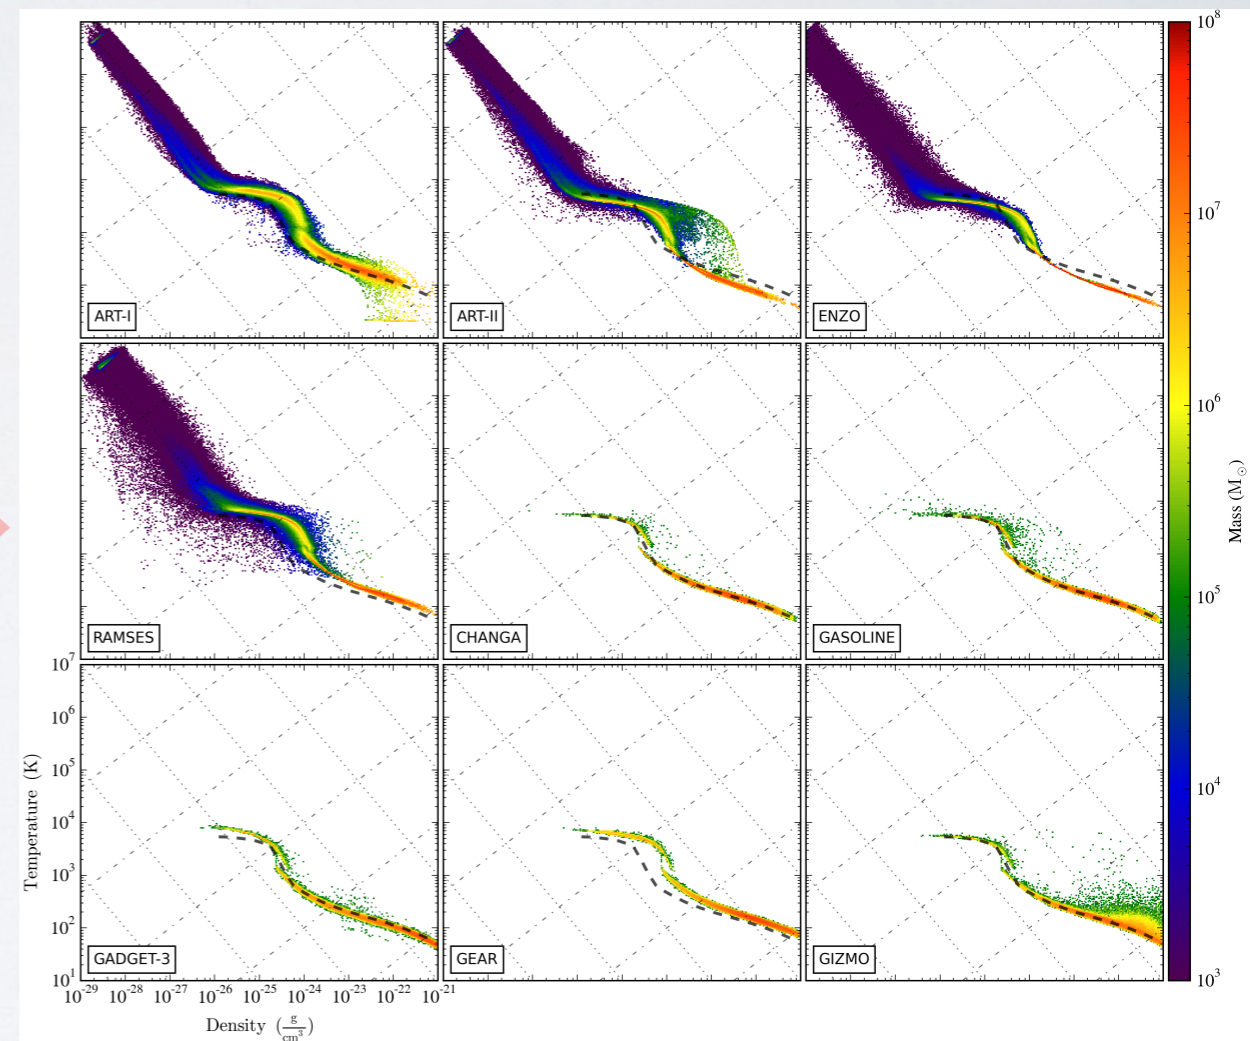 10^8
ART-I
ART-II
ENZO
10^7
10^6
RAMSES
CHANGA
GASOLINE
Mass (M_⊙)
10^5
10^7
10^6
10^5
10^4
10^3
10^2
10^1
Temperature (K)
10^4
GADGET-3
GEAR
GIZMO
10^3
10^-29 10^-28 10^-27 10^-26 10^-25 10^-24 10^-23 10^-22 10^-21
Density (g/cm^3)